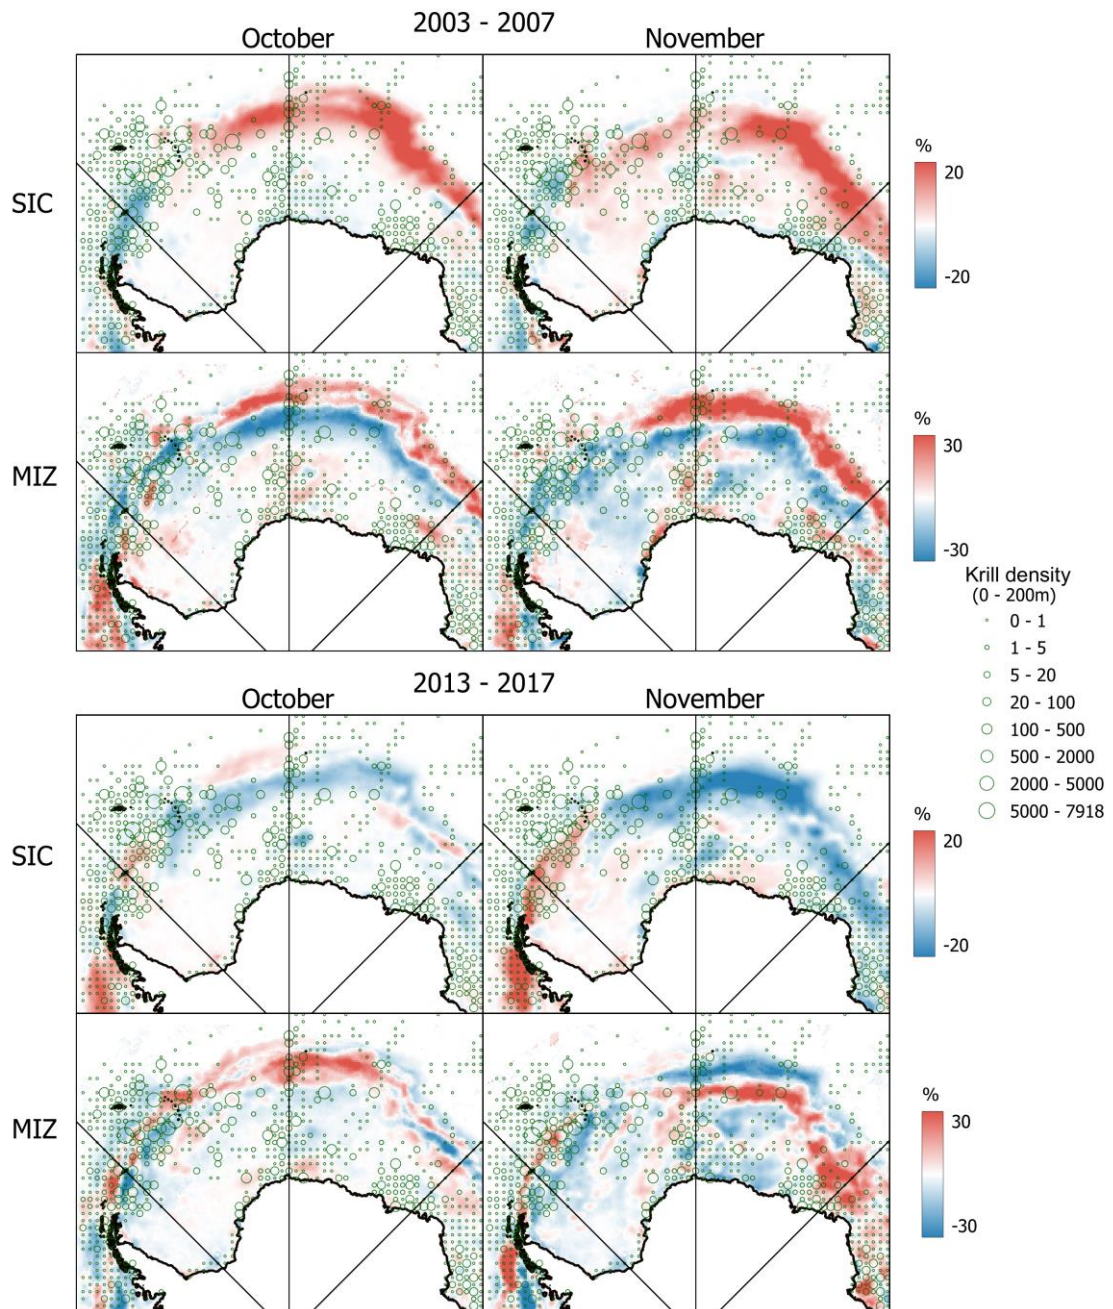 2003 - 2007
October
November
SIC
%
20
-20
MIZ
%
30
-30
Krill density
(0 - 200m)
0 - 1
1 - 5
5 - 20
20 - 100
100 - 500
500 - 2000
2000 - 5000
5000 - 7918
2013 - 2017
October
November
SIC
%
20
-20
MIZ
%
30
-30